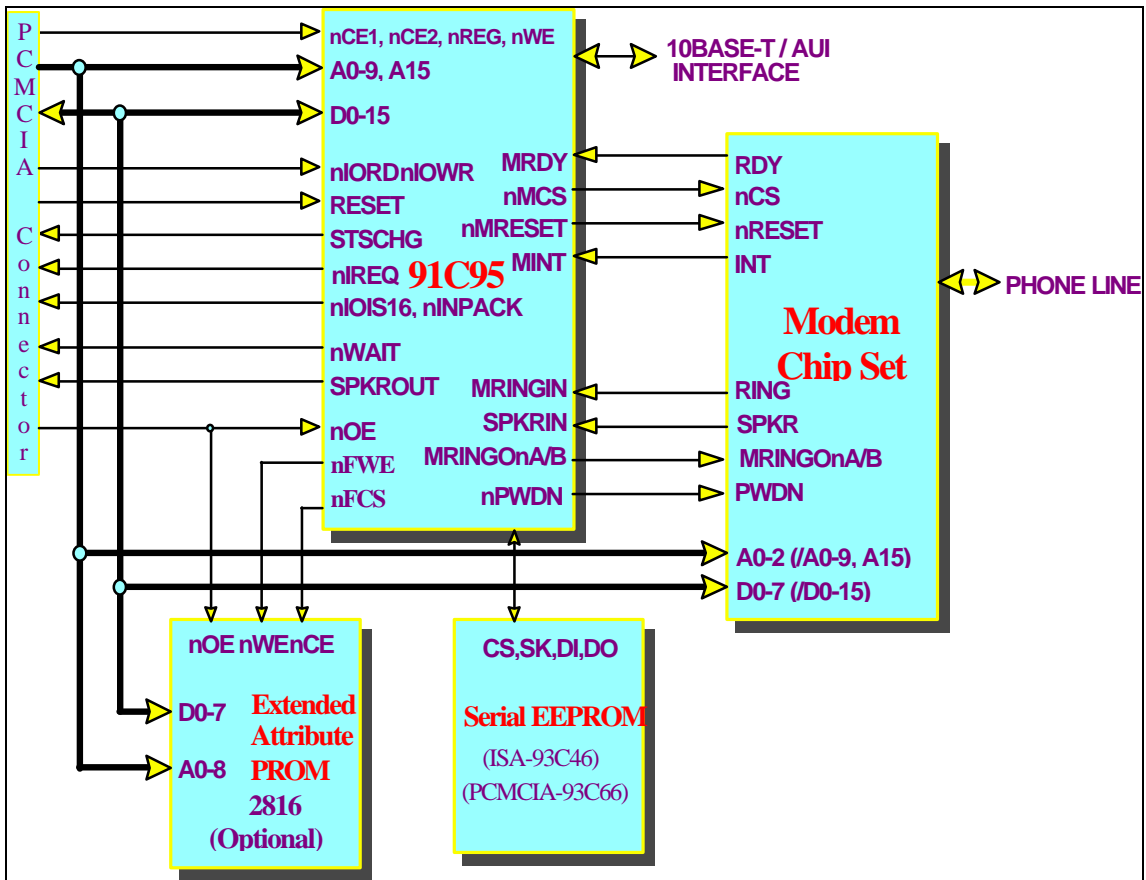 PCMCIA Connector
nCE1, nCE2, nREG, nWE
A0-9, A15
D0-15
nIORDnIOWR
RESET
STSCHG
nIREQ
91C95
nIOIS16, nINPACK
nWAIT
SPKROUT
nOE
nFWE
nFCS
MRDY
nMCS
nMRESET
MINT
MRINGIN
SPKRIN
MRINGOnA/B
nPWDN
10BASE-T / AUI
INTERFACE
RDY
nCS
nRESET
INT
Modem
Chip Set
RING
SPKR
MRINGOnA/B
PWDN
A0-2 (/A0-9, A15)
D0-7 (/D0-15)
PHONE LINE
nOE nWEnCE
D0-7
A0-8
Extended
Attribute
PROM
2816
(Optional)
CS,SK,DI,DO
Serial EEPROM
(ISA-93C46)
(PCMCIA-93C66)